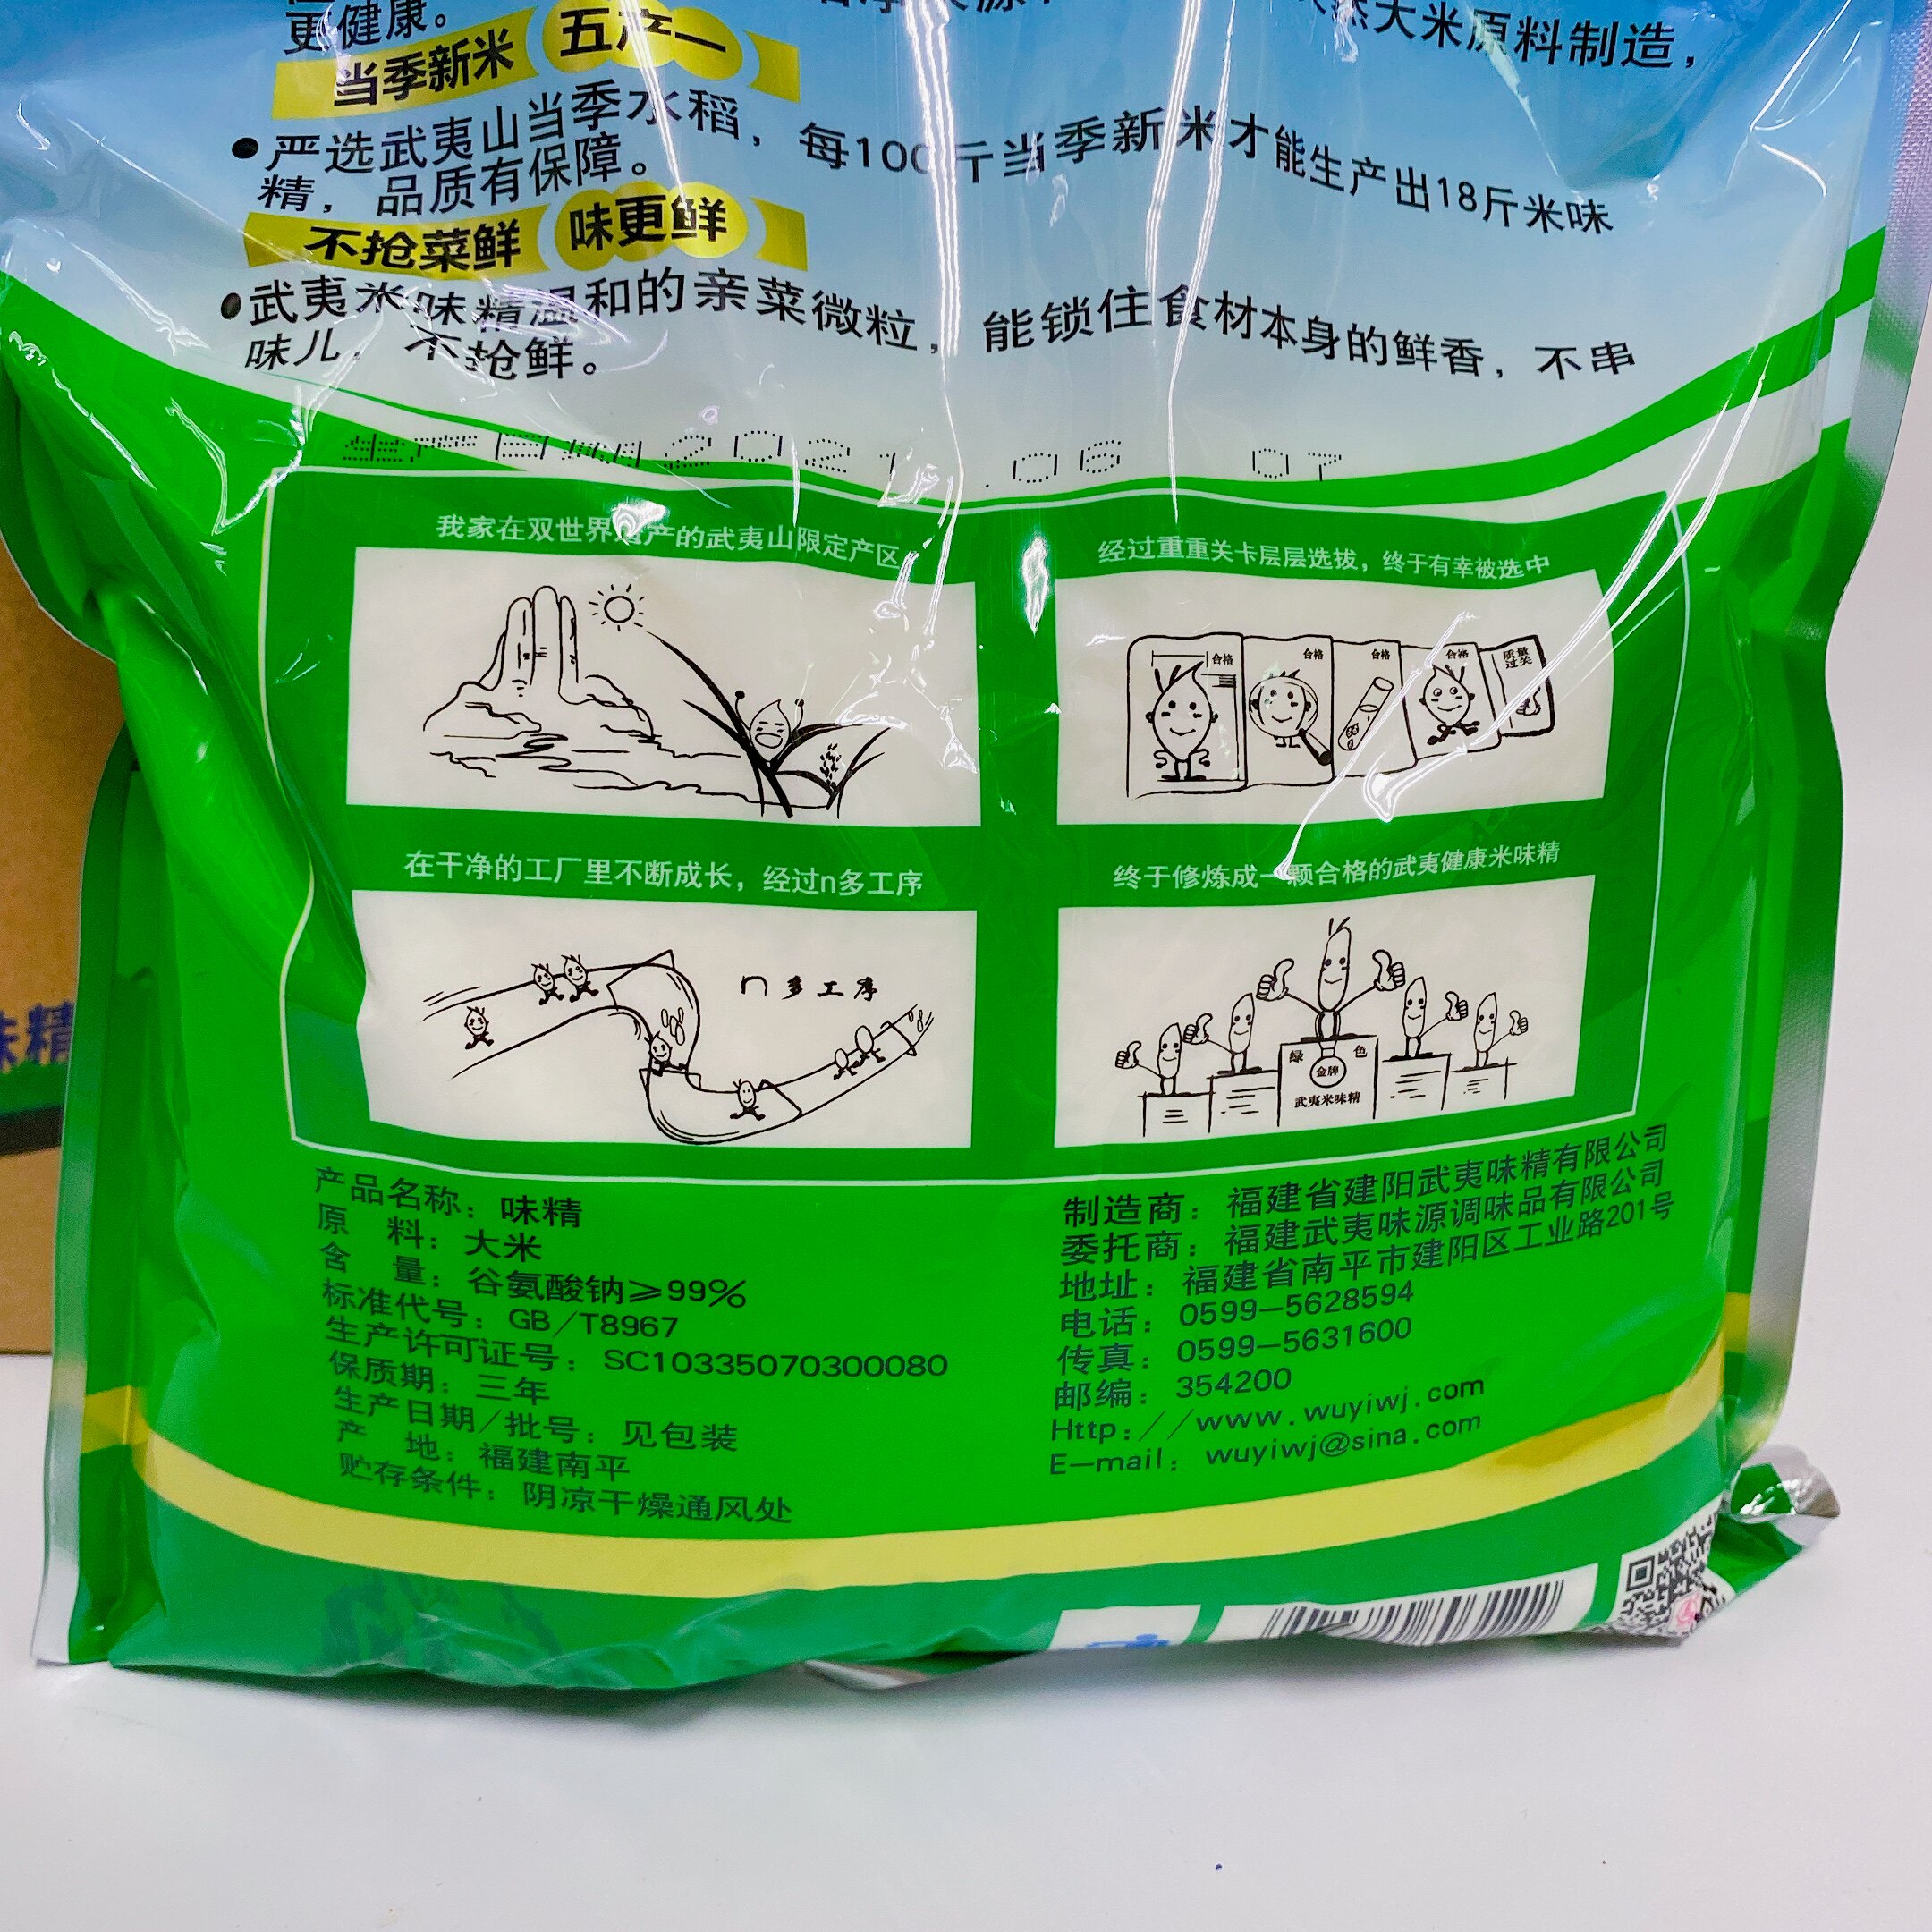 更健康。
然大米原料制造，
当季新米 五产一
●严选武夷山当季水稻，每100斤当季新米才能生产出18斤米味
精，品质有保障。
不抢菜鲜 味更鲜
●武夷米味精温和的亲菜微粒，能锁住食材本身的鲜香，不串
味儿，不抢鲜。
生产日期 2021.06 07
我家在双世界遗产的武夷山限定产区
经过重重关卡层层选拔，终于有幸被选中
合格 合格 合格 合格 质量过关
在干净的工厂里不断成长，经过n多工序
终于修炼成一颗合格的武夷健康米味精
n多工序
绿 色
金牌
武夷米味精
产品名称：味精
原 料：大米
含 量：谷氨酸钠≥99%
标准代号：GB/T8967
生产许可证号：SC10335070300080
保质期：三年
生产日期/批号：见包装
产 地：福建南平
贮存条件：阴凉干燥通风处
制造商：福建省建阳武夷味精有限公司
委托商：福建武夷味源调味品有限公司
地址：福建省南平市建阳区工业路201号
电话：0599—5628594
传真：0599—5631600
邮编：354200
Http://www.wuyiwj.com
E—mail：wuyiwj@sina.com
味精